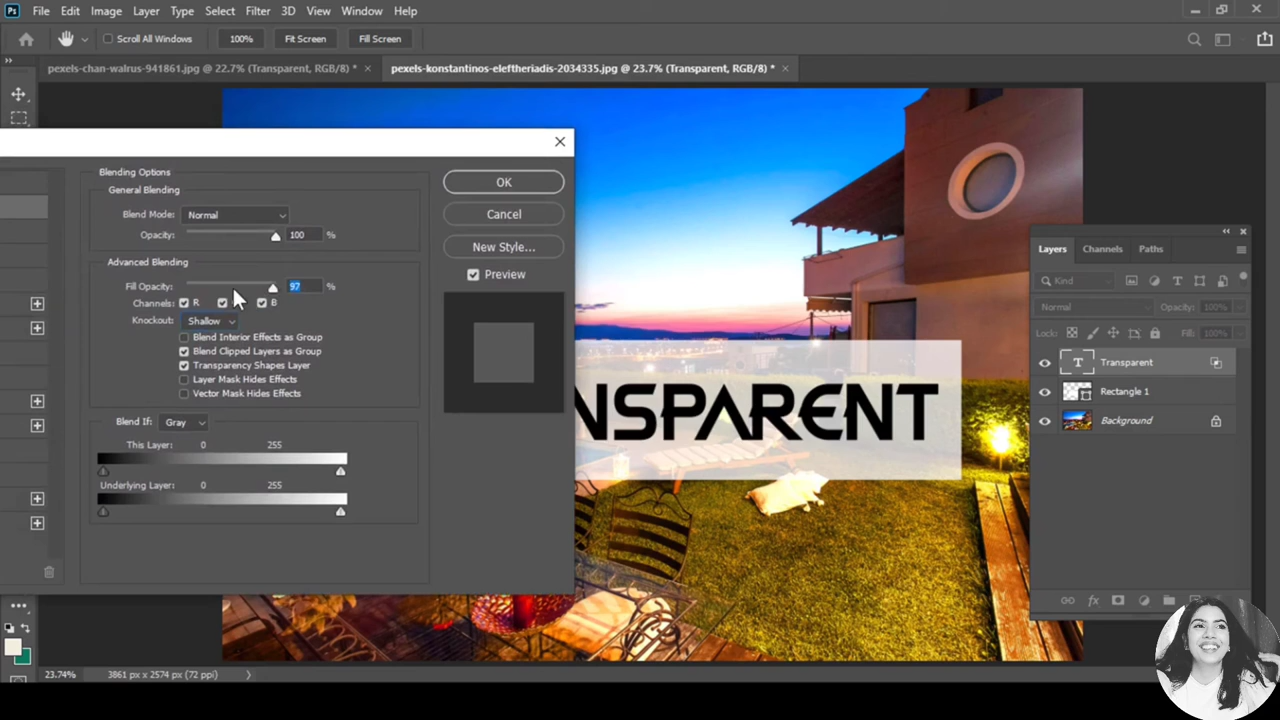 Ps File Edit Image Layer Type Select Filter 3D View Window Help
Scroll All Windows 100% Fit Screen Fill Screen
pexels-chan-walrus-941861.jpg @ 22.7% (Transparent, RGB/8) * × pexels-konstantinos-eleftheriadis-2034335.jpg @ 23.7% (Transparent, RGB/8) * ×
Blending Options
General Blending
Blend Mode: Normal
Opacity: 100 %
Advanced Blending
Fill Opacity: 97 %
Channels: R B
Knockout: Shallow
Blend Interior Effects as Group
Blend Clipped Layers as Group
Transparency Shapes Layer
Layer Mask Hides Effects
Vector Mask Hides Effects
Blend If: Gray
This Layer: 0 255
Underlying Layer: 0 255
OK
Cancel
New Style...
Preview
NSPARENT
Layers Channels Paths
Kind
Normal Opacity: 100%
Lock: Fill: 100%
T Transparent
Rectangle 1
Background
fx
23.74% 3861 px x 2574 px (72 ppi)